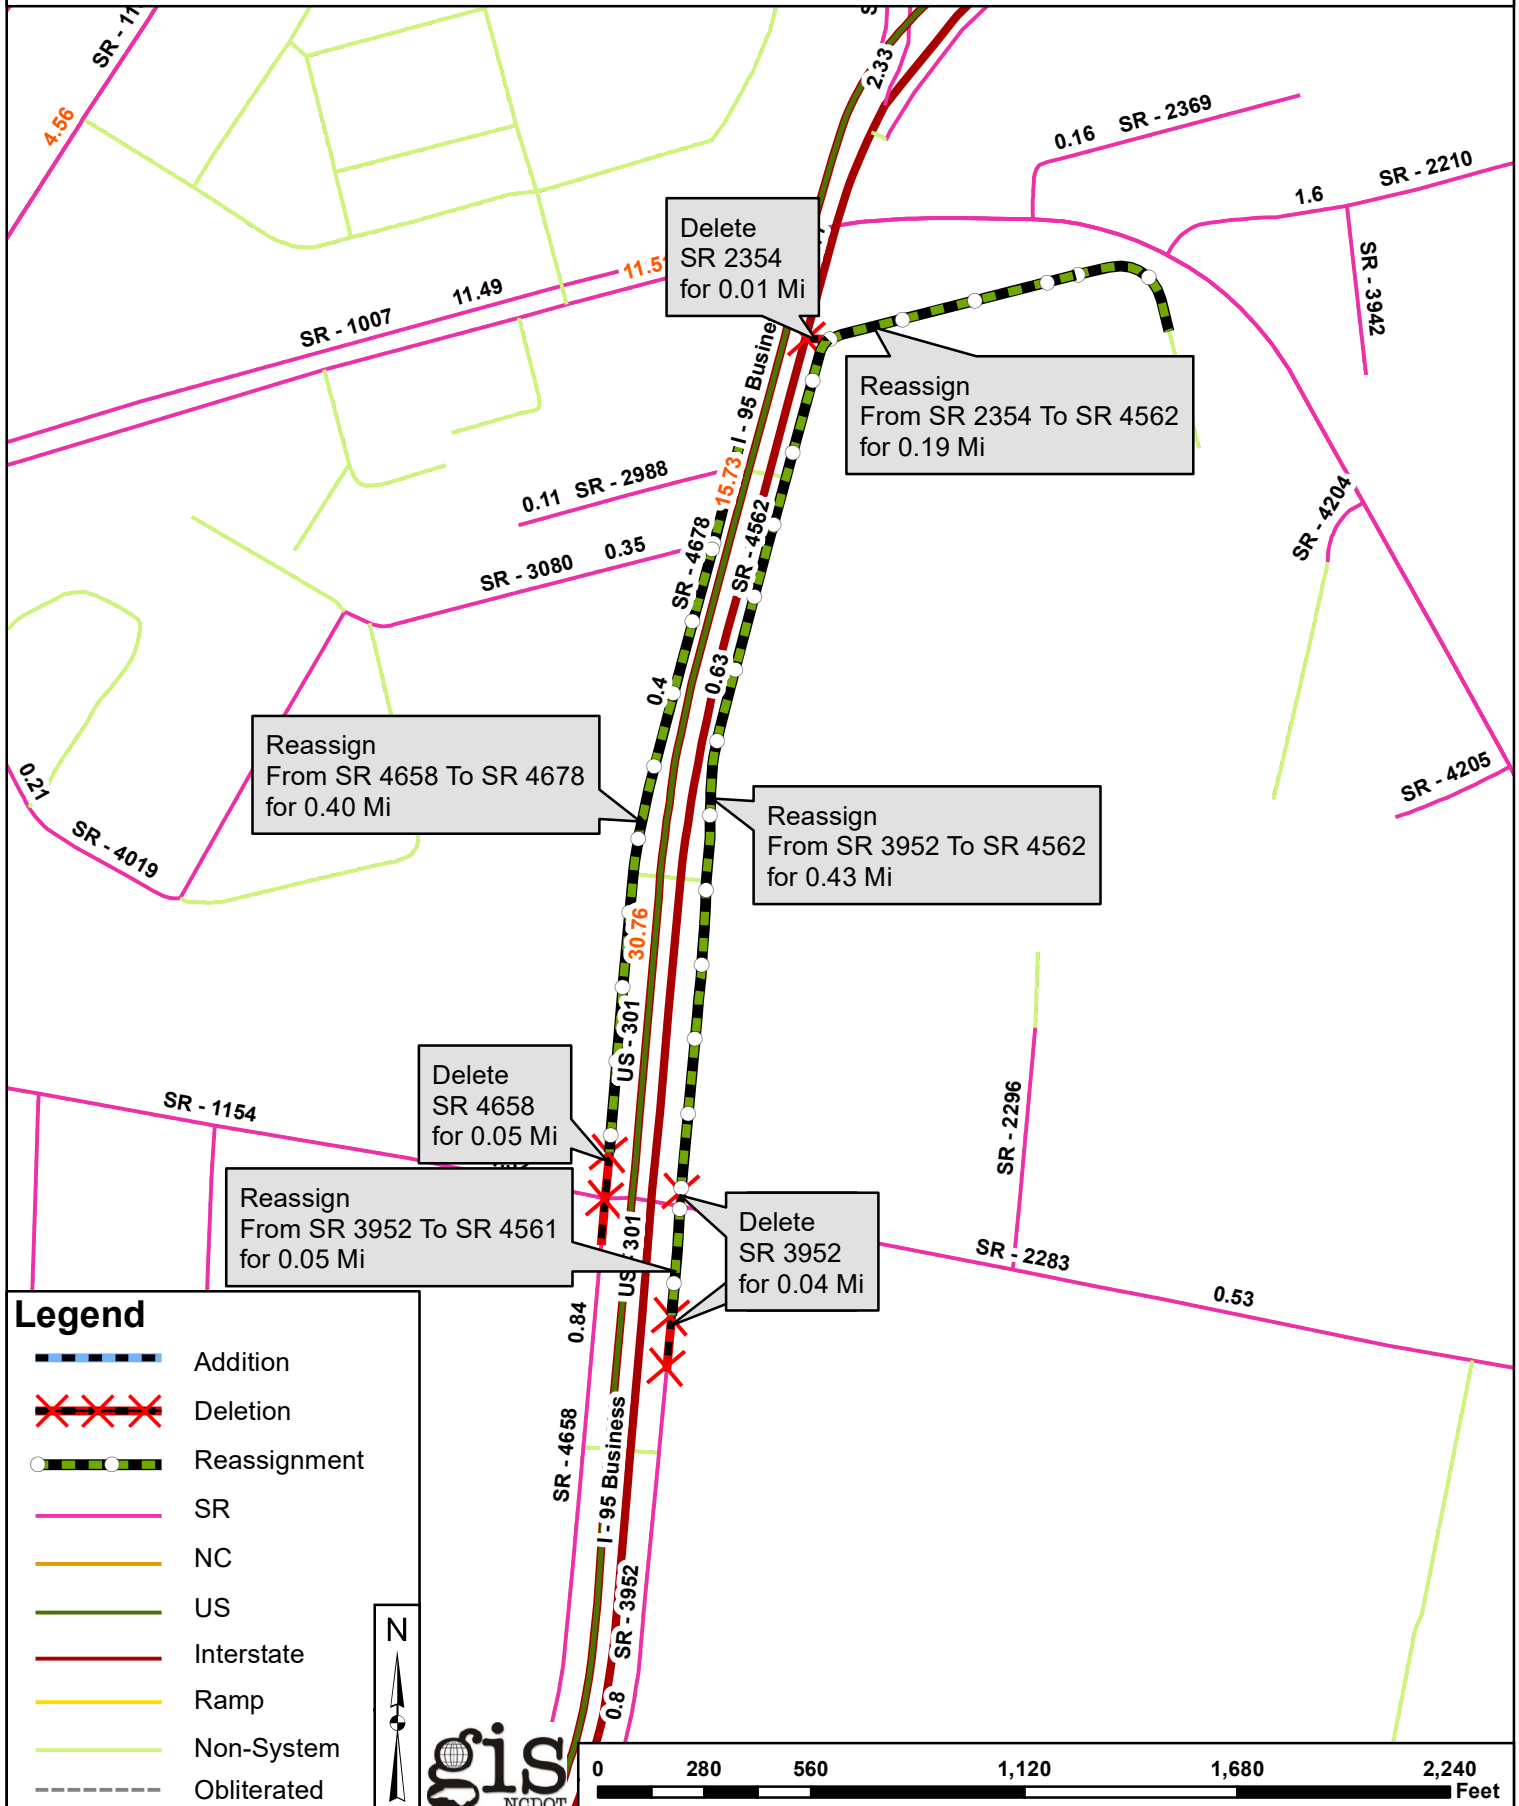 SR - 11
4.56
2.33
0.16 SR - 2369
SR - 2210
1.6
SR - 3942
Delete
SR 2354
for 0.01 Mi
11.49
SR - 1007
Reassign
From SR 2354 To SR 4562
for 0.19 Mi
I - 95 Busine
15.73
0.11 SR - 2988
SR - 4678
SR - 4562
SR - 3080 0.35
SR - 4204
0.4
0.63
Reassign
From SR 4658 To SR 4678
for 0.40 Mi
0.21
SR - 4019
Reassign
From SR 3952 To SR 4562
for 0.43 Mi
SR - 4205
30.76
US - 301
Delete
SR 4658
for 0.05 Mi
SR - 1154
SR - 2296
Reassign
From SR 3952 To SR 4561
for 0.05 Mi
US - 301
Delete
SR 3952
for 0.04 Mi
SR - 2283
0.53
0.84
SR - 4658
I - 95 Business
SR - 3952
0.8
Legend
Addition
Deletion
Reassignment
SR
NC
US
Interstate
Ramp
Non-System
Obliterated
N
gis
NCDOT
0 280 560 1,120 1,680 2,240
Feet